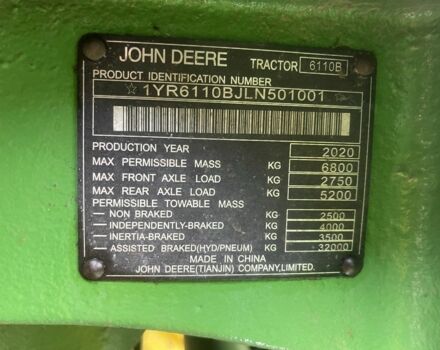 JOHN DEERE TRACTOR 6110B
PRODUCT IDENTIFICATION NUMBER
☆1YR6110BJLN501001☆
PRODUCTION YEAR 2020
MAX PERMISSIBLE MASS KG 6800
MAX FRONT AXLE LOAD KG 2750
MAX REAR AXLE LOAD KG 5200
PERMISSIBLE TOWABLE MASS
— NON BRAKED KG 2500
— INDEPENDENTLY-BRAKED KG 4000
— INERTIA-BRAKED KG 3500
— ASSISTED BRAKED(HYD/PNEUM) KG 32000
MADE IN CHINA
JOHN DEERE(TIANJIN) COMPANY,LIMITED.